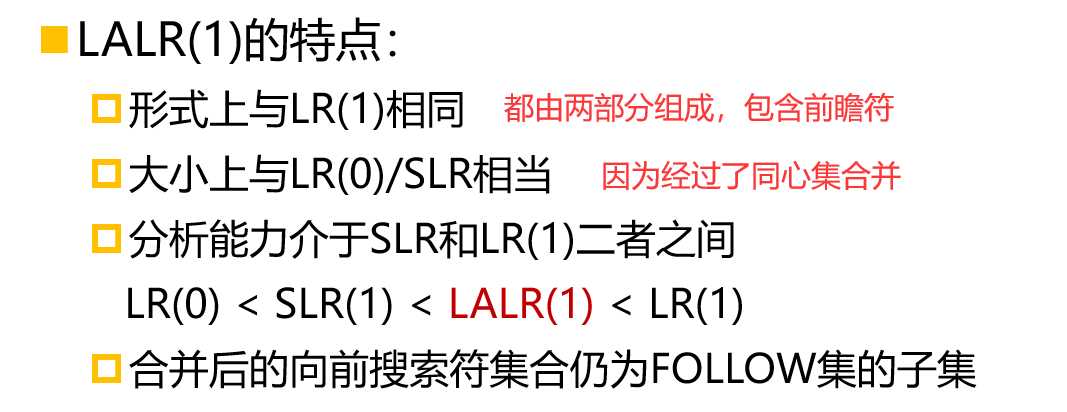 LALR(1)的特点：
形式上与LR(1)相同 都由两部分组成，包含前瞻符
大小上与LR(0)/SLR相当 因为经过了同心集合并
分析能力介于SLR和LR(1)二者之间
LR(0) < SLR(1) < LALR(1) < LR(1)
合并后的向前搜索符集合仍为FOLLOW集的子集